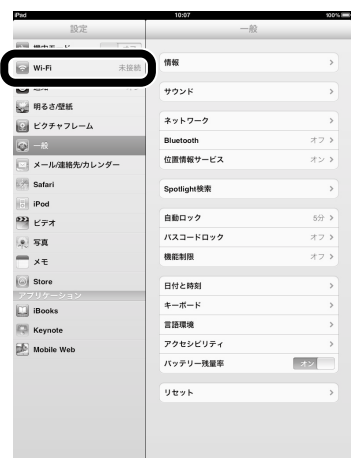 iPad 10:07 100%
設定
一般
Wi-Fi 未接続
明るさ/壁紙
ピクチャフレーム
一般
メール/連絡先/カレンダー
Safari
iPod
ビデオ
写真
メモ
Store
アプリケーション
iBooks
Keynote
Mobile Web
情報
サウンド
ネットワーク
Bluetooth オフ
位置情報サービス オン
Spotlight検索
自動ロック 5分
パスコードロック オフ
機能制限 オフ
日付と時刻
キーボード
言語環境
アクセシビリティ
バッテリー残量率 オン
リセット